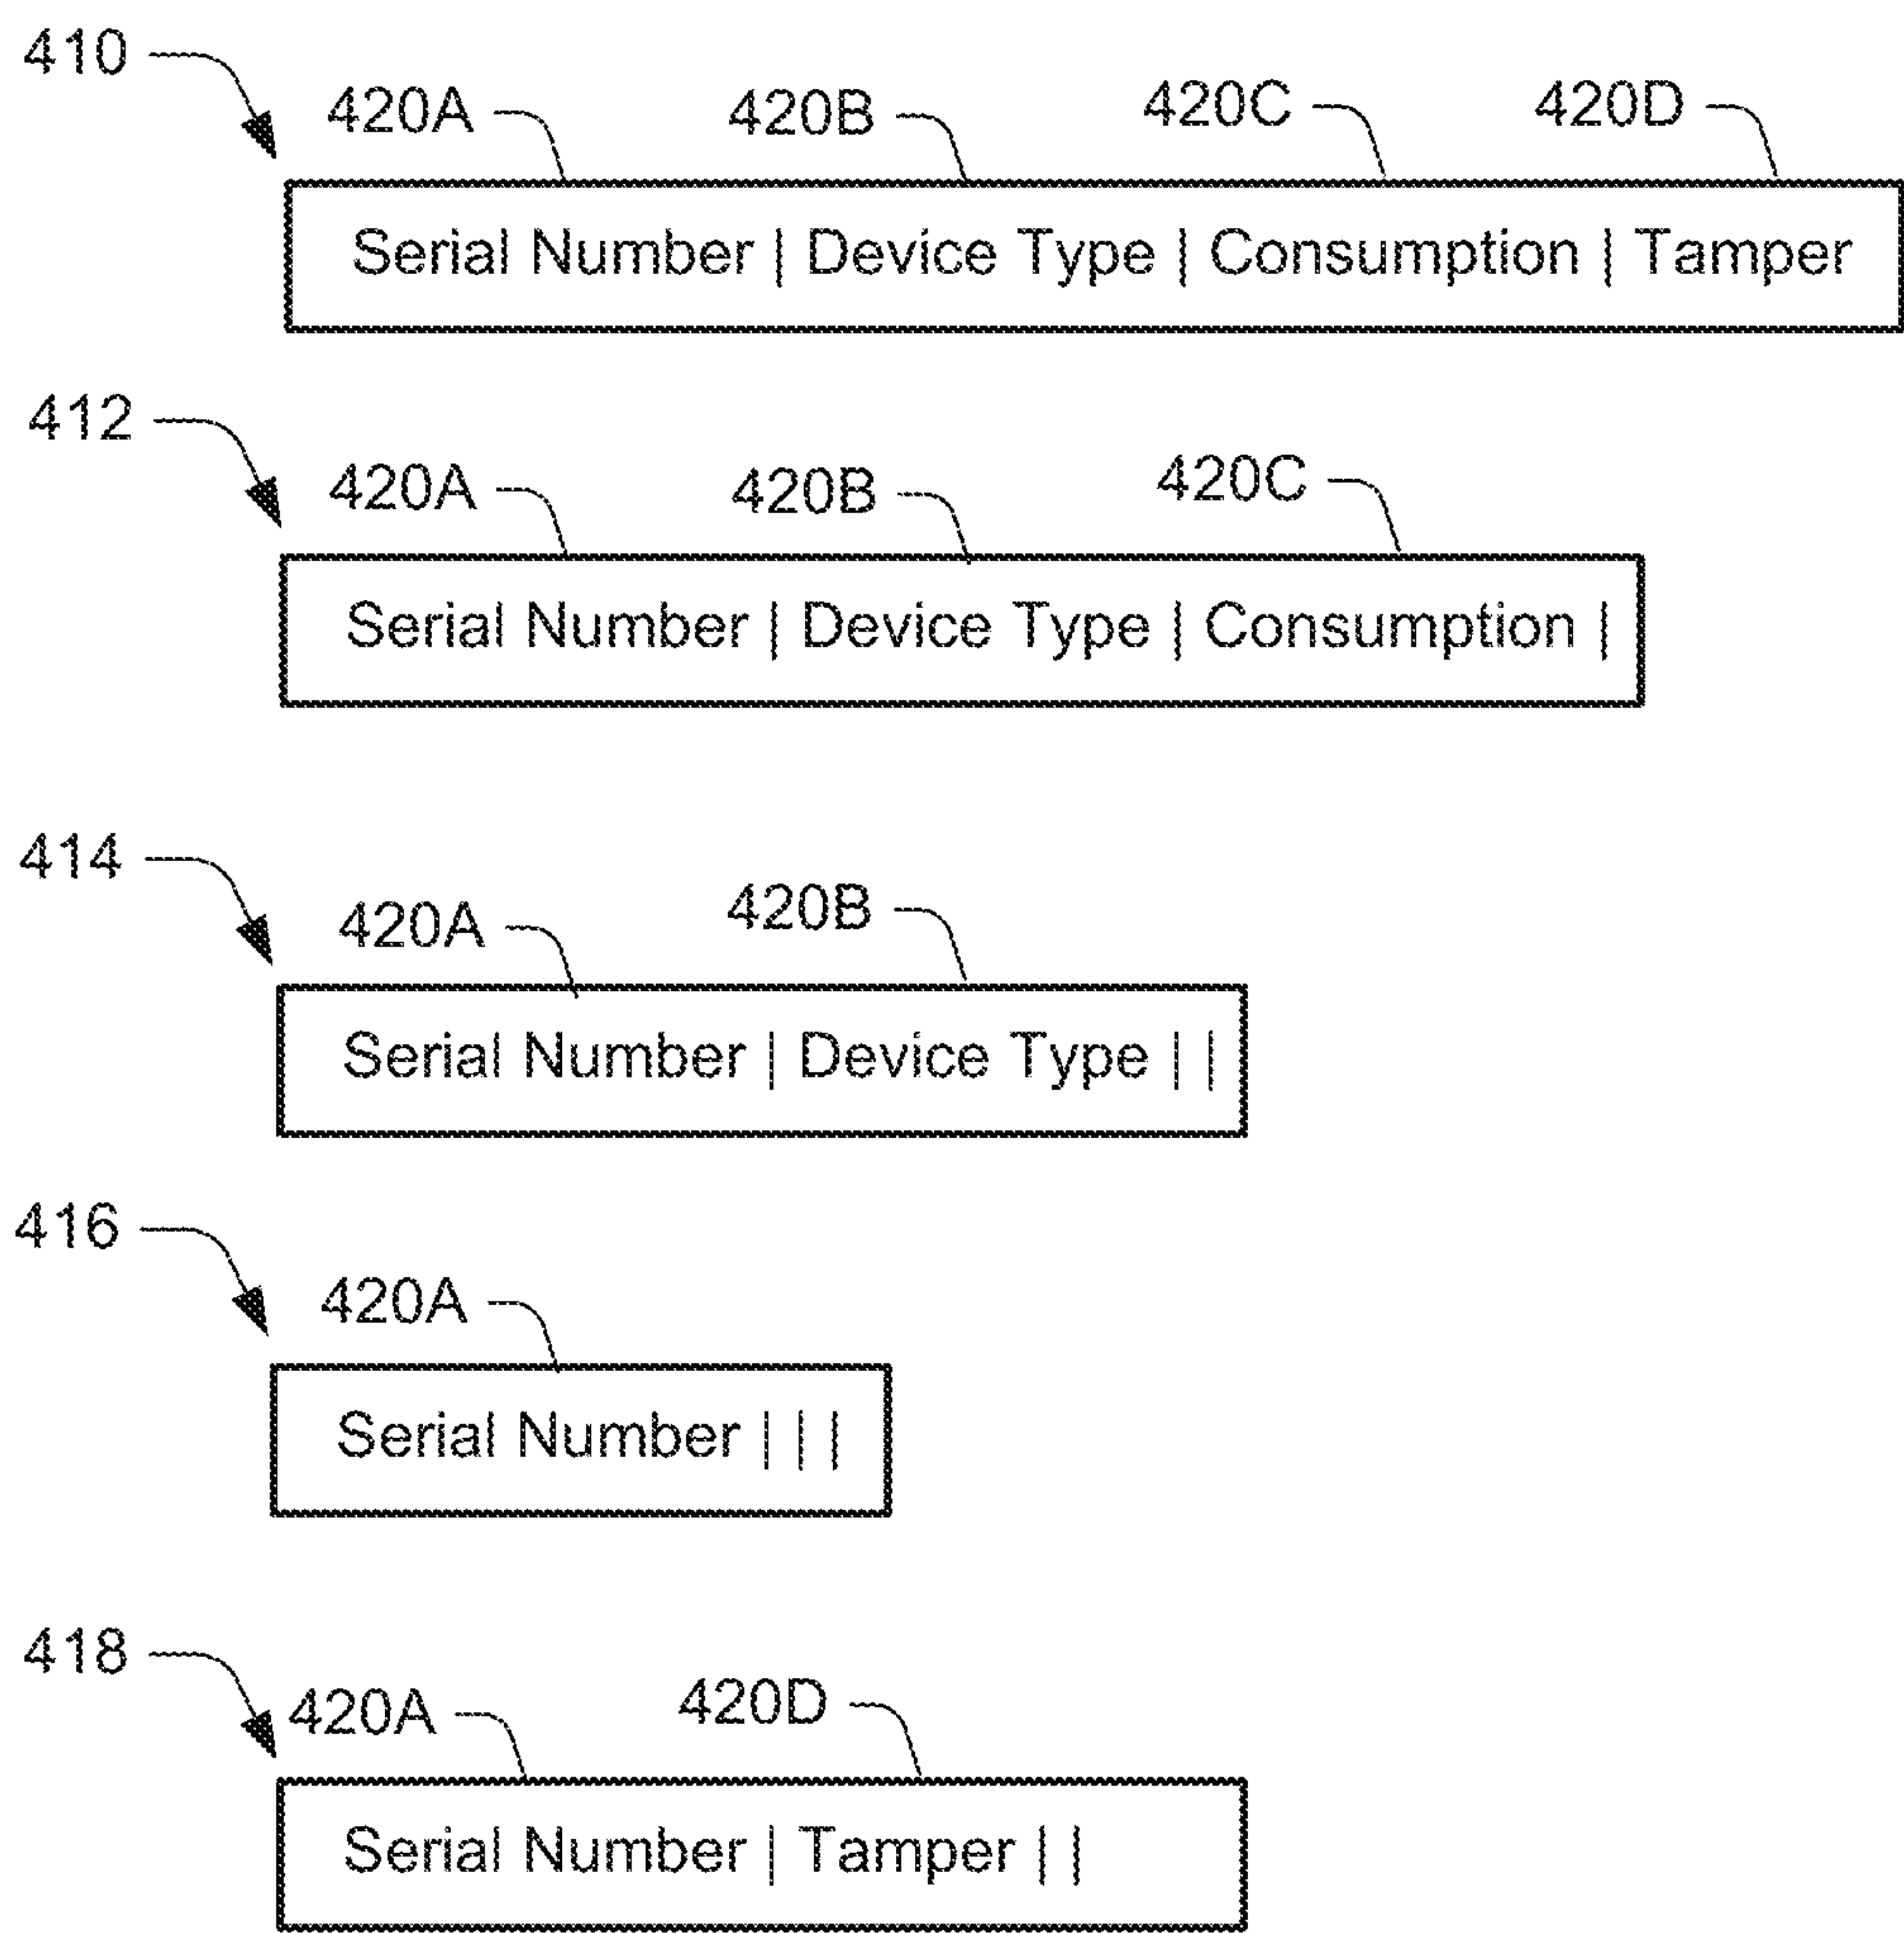 410
420A 420B 420C 420D
Serial Number | Device Type | Consumption | Tamper
412
420A 420B 420C
Serial Number | Device Type | Consumption |
414
420A 420B
Serial Number | Device Type | |
416
420A
Serial Number | | |
418
420A 420D
Serial Number | Tamper | |